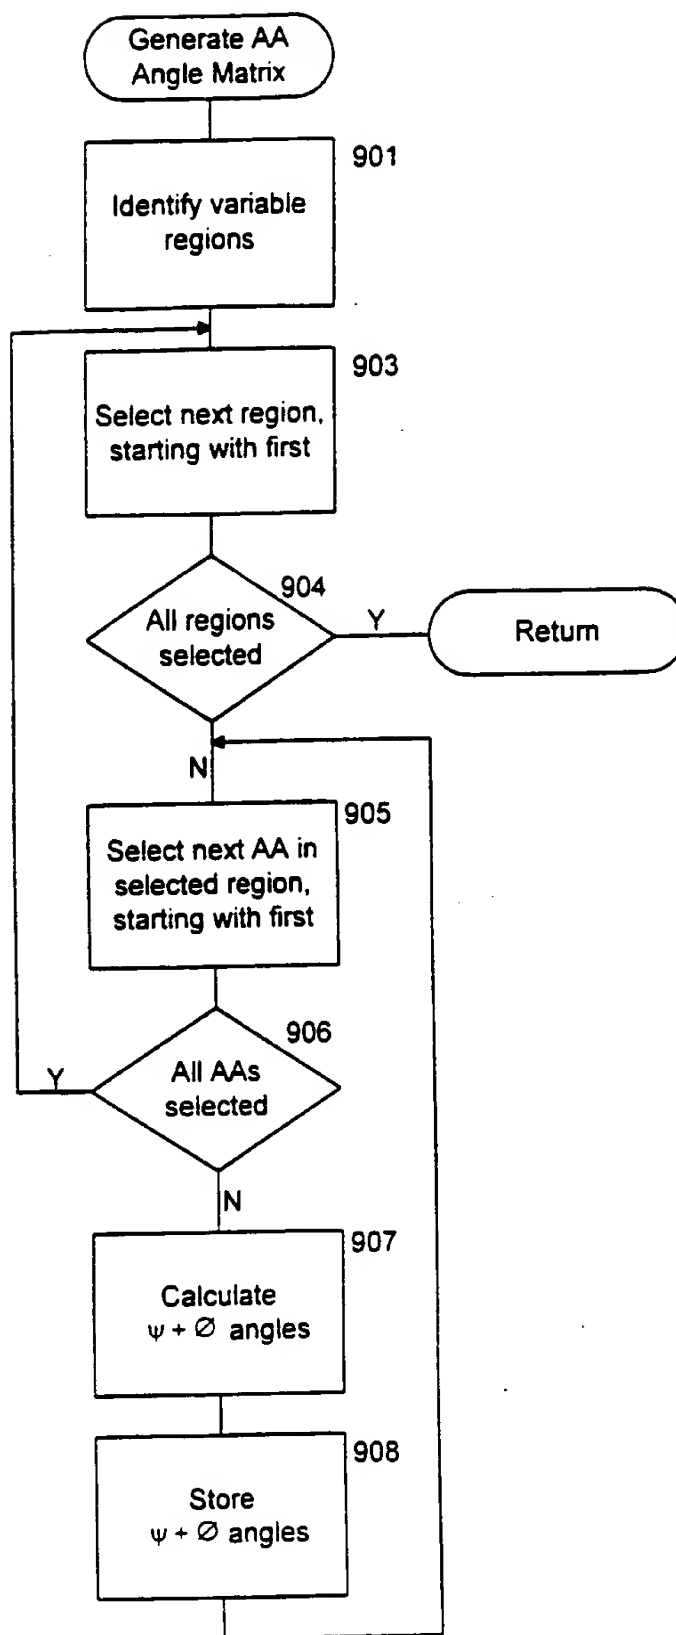 Generate AA
Angle Matrix
901
Identify variable
regions
903
Select next region,
starting with first
904
All regions
selected
Y
Return
N
905
Select next AA in
selected region,
starting with first
906
All AAs
selected
Y
N
907
Calculate
ψ + Ø angles
908
Store
ψ + Ø angles